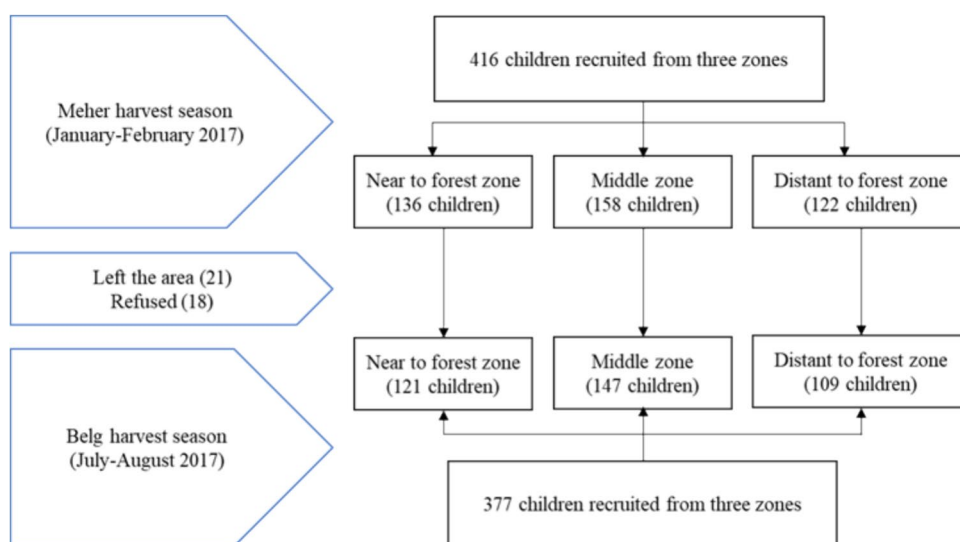 416 children recruited from three zones
Meher harvest season
(January-February 2017)
Near to forest zone
(136 children)
Middle zone
(158 children)
Distant to forest zone
(122 children)
Left the area (21)
Refused (18)
Near to forest zone
(121 children)
Middle zone
(147 children)
Distant to forest zone
(109 children)
Belg harvest season
(July-August 2017)
377 children recruited from three zones